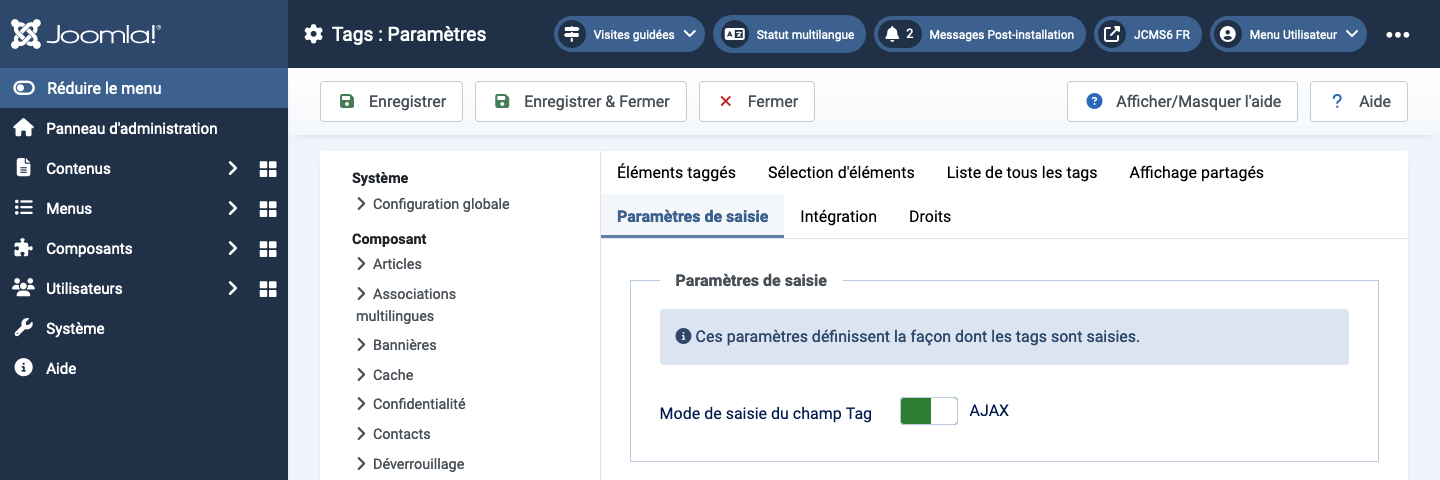 Joomla!®
Tags : Paramètres
Visites guidées
Statut multilangue
2 Messages Post-installation
JCMS6 FR
Menu Utilisateur
Réduire le menu
Panneau d'administration
Contenus
Menus
Composants
Utilisateurs
Système
Aide
Enregistrer
Enregistrer & Fermer
Fermer
Afficher/Masquer l'aide
? Aide
Système
Configuration globale
Composant
Articles
Associations
multilingues
Bannières
Cache
Confidentialité
Contacts
Déverrouillage
Éléments taggés
Sélection d'éléments
Liste de tous les tags
Affichage partagés
Paramètres de saisie
Intégration
Droits
Paramètres de saisie
Ces paramètres définissent la façon dont les tags sont saisies.
Mode de saisie du champ Tag
AJAX